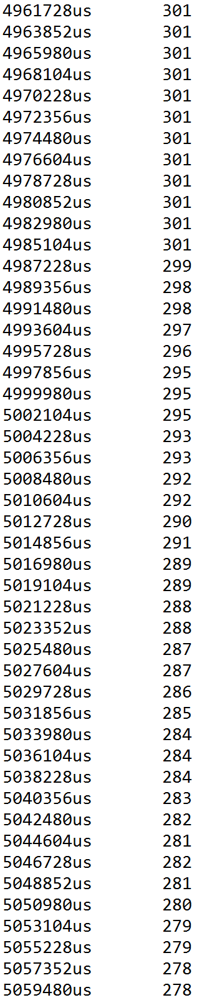 4961728us 301
4963852us 301
4965980us 301
4968104us 301
4970228us 301
4972356us 301
4974480us 301
4976604us 301
4978728us 301
4980852us 301
4982980us 301
4985104us 301
4987228us 299
4989356us 298
4991480us 298
4993604us 297
4995728us 296
4997856us 295
4999980us 295
5002104us 295
5004228us 293
5006356us 293
5008480us 292
5010604us 292
5012728us 290
5014856us 291
5016980us 289
5019104us 289
5021228us 288
5023352us 288
5025480us 287
5027604us 287
5029728us 286
5031856us 285
5033980us 284
5036104us 284
5038228us 284
5040356us 283
5042480us 282
5044604us 281
5046728us 282
5048852us 281
5050980us 280
5053104us 279
5055228us 279
5057352us 278
5059480us 278